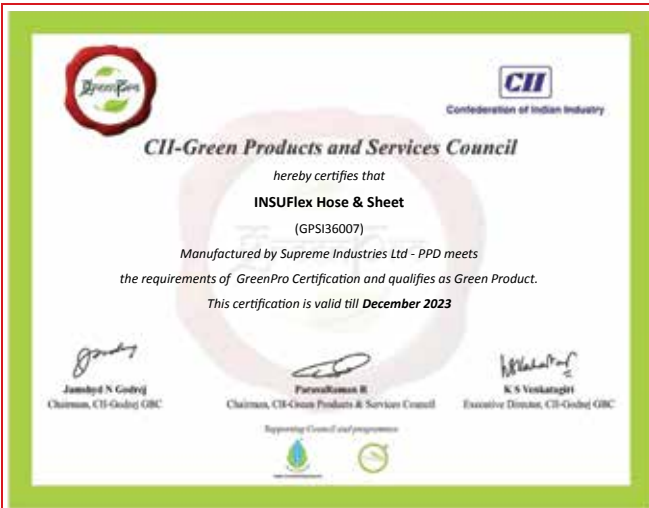 GreenPro
CII
Confederation of Indian Industry
CII-Green Products and Services Council
hereby certifies that
INSUFlex Hose & Sheet
(GPSI36007)
Manufactured by Supreme Industries Ltd - PPD meets
the requirements of GreenPro Certification and qualifies as Green Product.
This certification is valid till December 2023
Jamshyd N Godrej
Chairman, CII-Godrej GBC
ParasuRaman R
Chairman, CII-Green Products & Services Council
K S Venkatagiri
Executive Director, CII-Godrej GBC
Supporting Council and programmes